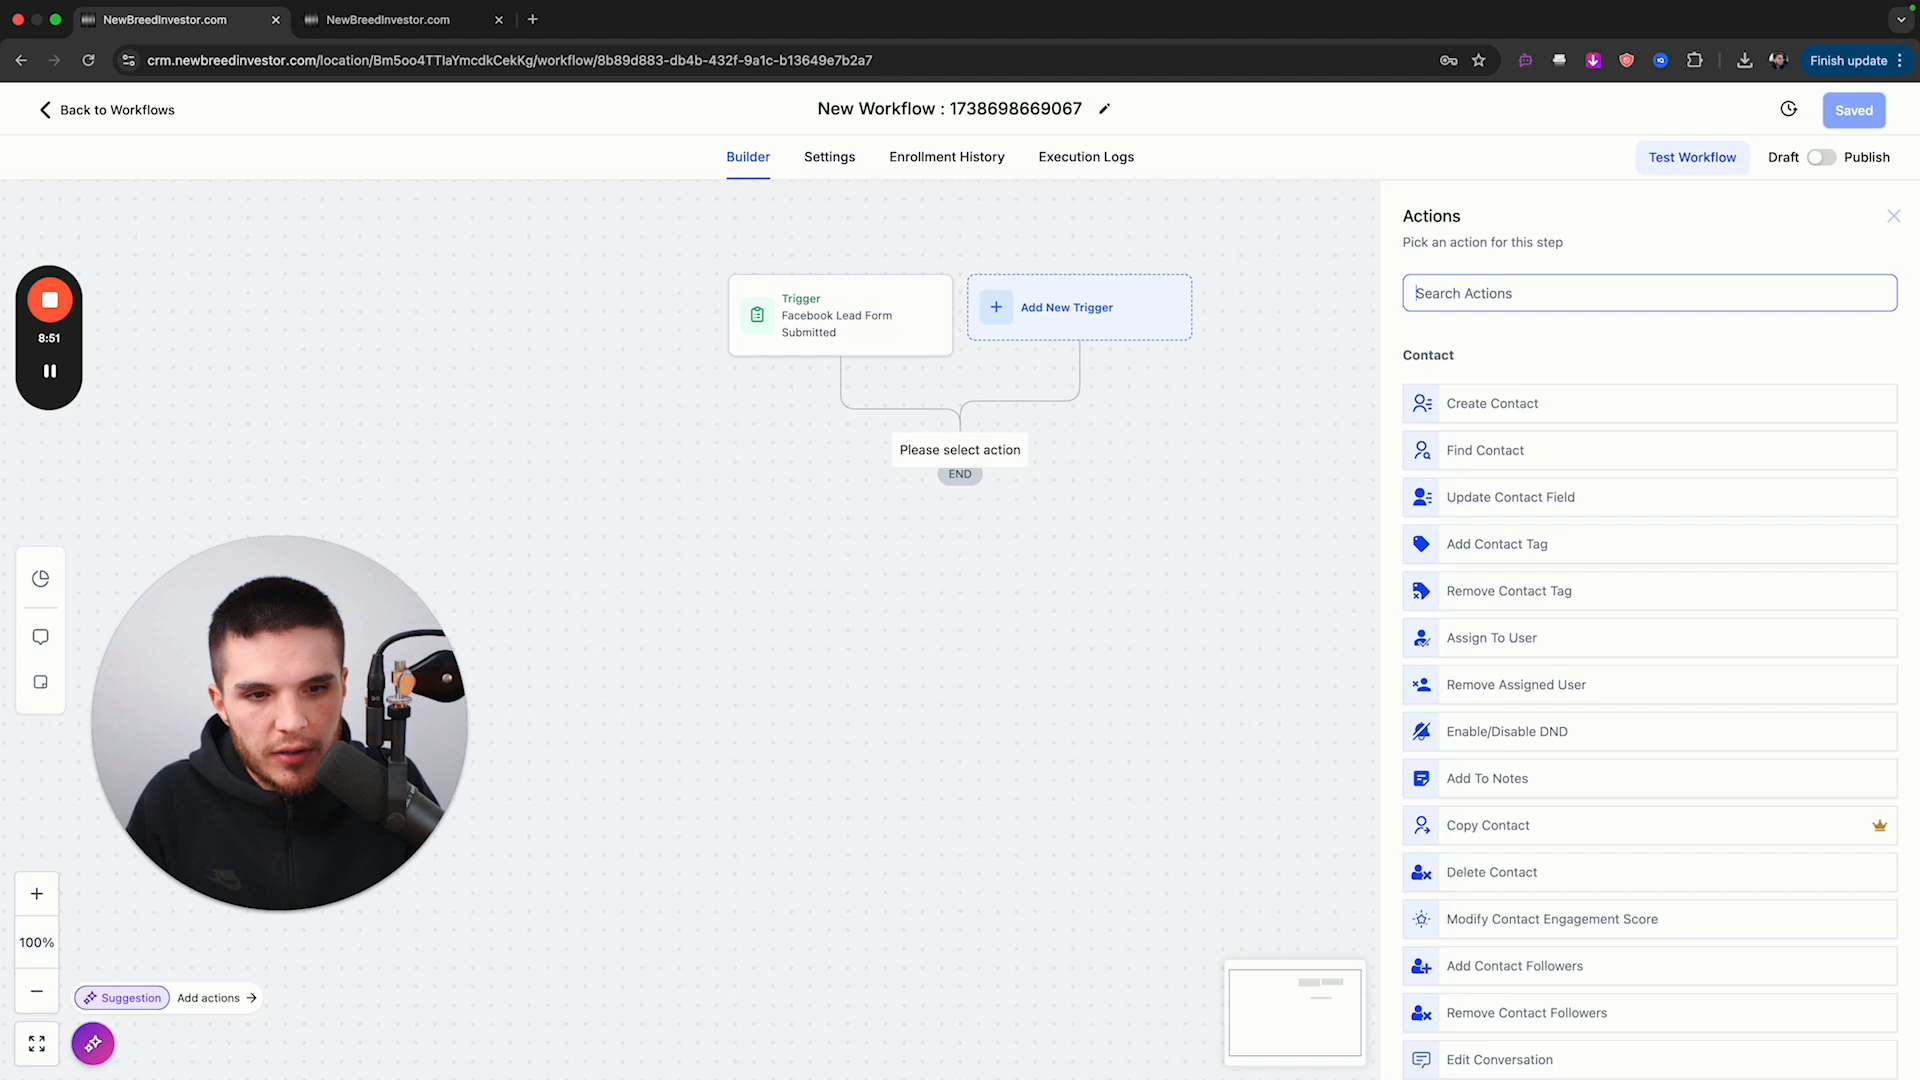 NewBreedInvestor.com
NewBreedInvestor.com
crm.newbreedinvestor.com/location/Bm5oo4TTlaYmcdkCekKg/workflow/8b89d883-db4b-432f-9a1c-b13649e7b2a7
Finish update
Back to Workflows
New Workflow : 1738698669067
Saved
Builder
Settings
Enrollment History
Execution Logs
Test Workflow
Draft
Publish
Actions
Pick an action for this step
Search Actions
Trigger
Facebook Lead Form
Submitted
Add New Trigger
Please select action
END
8:51
Contact
Create Contact
Find Contact
Update Contact Field
Add Contact Tag
Remove Contact Tag
Assign To User
Remove Assigned User
Enable/Disable DND
Add To Notes
Copy Contact
Delete Contact
Modify Contact Engagement Score
Add Contact Followers
Remove Contact Followers
Edit Conversation
100%
Suggestion
Add actions